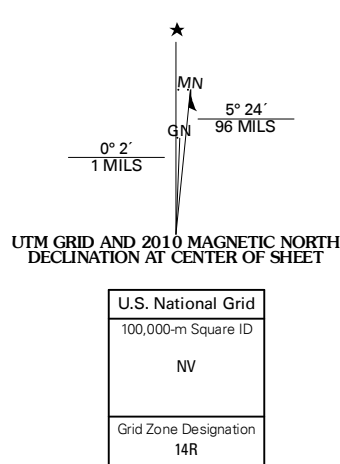 MN
5° 24´
96 MILS
GN
0° 2´
1 MILS
UTM GRID AND 2010 MAGNETIC NORTH
DECLINATION AT CENTER OF SHEET
U.S. National Grid
100,000-m Square ID
NV
Grid Zone Designation
14R